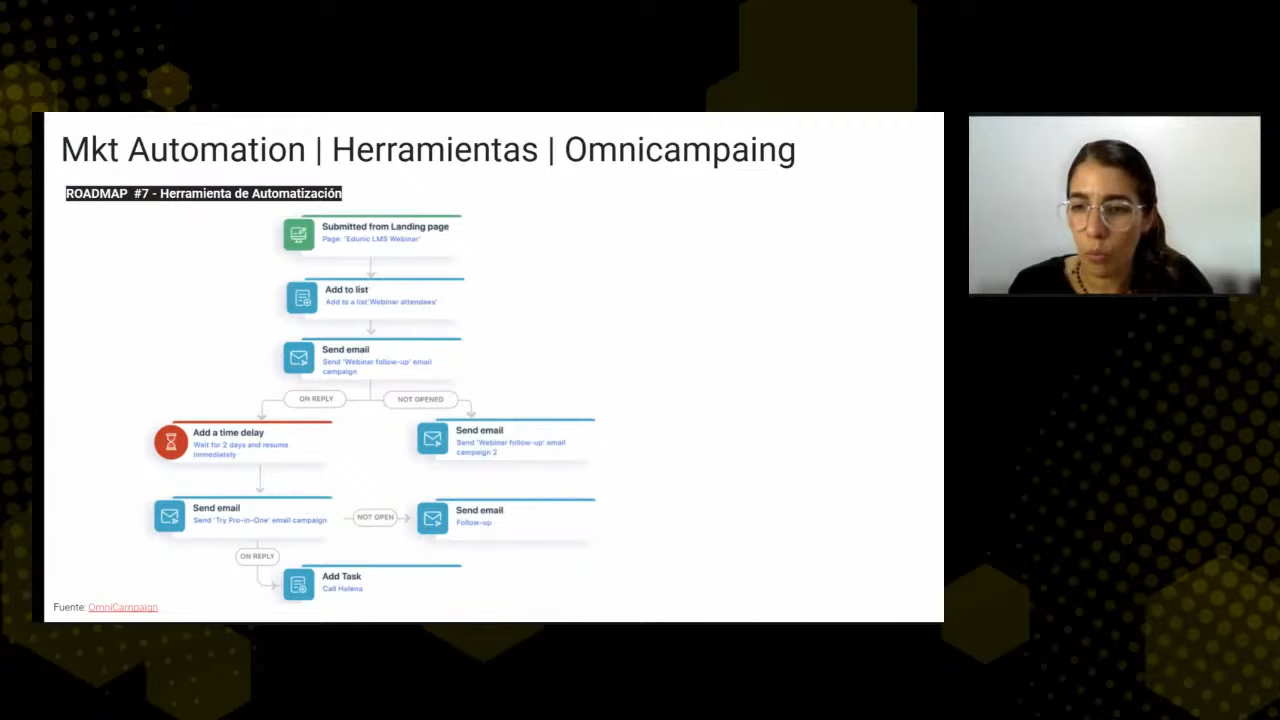 Mkt Automation | Herramientas | Omnicampaing
ROADMAP #7 - Herramienta de Automatización
Submitted from Landing page
Page: "Edunic LMS Webinar"
Add to list
Add to a list'Webinar attendees'
Send email
Send 'Webinar follow-up' email
campaign
ON REPLY
NOT OPENED
Add a time delay
Wait for 2 days and resume
immediately
Send email
Send 'Webinar follow-up' email
campaign 2
Send email
Send 'Try Pro-in-One' email campaign
NOT OPEN
Send email
Follow-up
ON REPLY
Add Task
Call Helena
Fuente: OmniCampaign